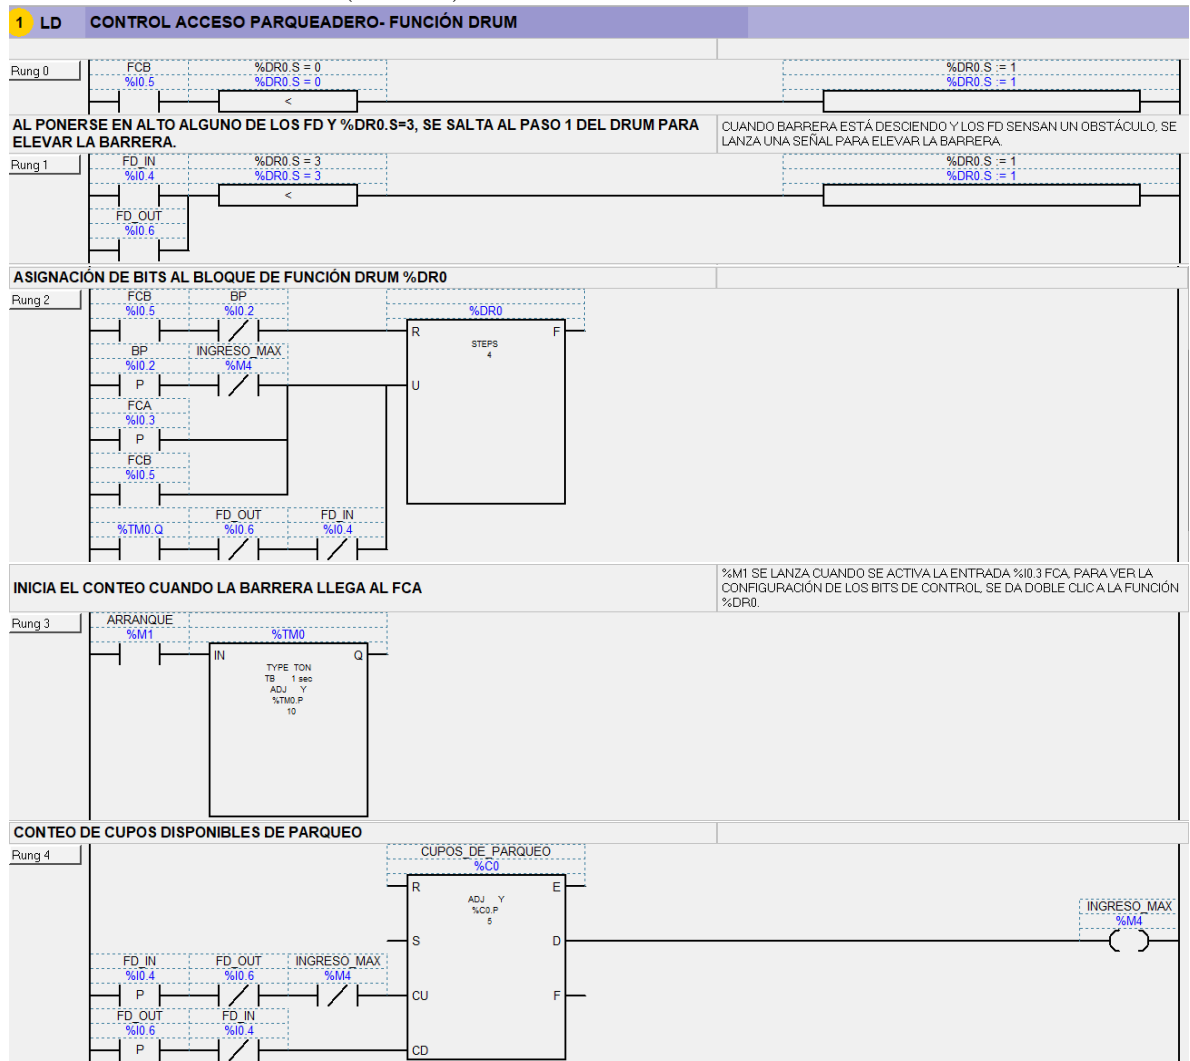 1 LD CONTROL ACCESO PARQUEADERO- FUNCIÓN DRUM
Rung 0
FCB %DR0.S = 0 %DR0.S := 1
%I0.5 %DR0.S = 0 %DR0.S := 1
<
AL PONERSE EN ALTO ALGUNO DE LOS FD Y %DR0.S=3, SE SALTA AL PASO 1 DEL DRUM PARA
ELEVAR LA BARRERA.
CUANDO BARRERA ESTÁ DESCIENDO Y LOS FD SENSAN UN OBSTÁCULO, SE
LANZA UNA SEÑAL PARA ELEVAR LA BARRERA.
Rung 1
FD_IN %DR0.S = 3 %DR0.S := 1
%I0.4 %DR0.S = 3 %DR0.S := 1
<
FD_OUT
%I0.6
ASIGNACIÓN DE BITS AL BLOQUE DE FUNCIÓN DRUM %DR0
Rung 2
FCB BP
%I0.5 %I0.2 %DR0
R F
STEPS
4
BP INGRESO_MAX
%I0.2 %M4
P U
FCA
%I0.3
P
FCB
%I0.5
FD_OUT FD_IN
%TM0.Q %I0.6 %I0.4
INICIA EL CONTEO CUANDO LA BARRERA LLEGA AL FCA
%M1 SE LANZA CUANDO SE ACTIVA LA ENTRADA %I0.3 FCA, PARA VER LA
CONFIGURACIÓN DE LOS BITS DE CONTROL, SE DA DOBLE CLIC A LA FUNCIÓN
%DR0.
Rung 3
ARRANQUE
%M1 %TM0
IN Q
TYPE TON
TB 1 sec
ADJ Y
%TM0.P
10
CONTEO DE CUPOS DISPONIBLES DE PARQUEO
Rung 4
CUPOS_DE_PARQUEO
%C0
R E
ADJ Y
%C0.P
5
INGRESO_MAX
%M4
S D
FD_IN FD_OUT INGRESO_MAX
%I0.4 %I0.6 %M4
P CU F
FD_OUT FD_IN
%I0.6 %I0.4
P CD